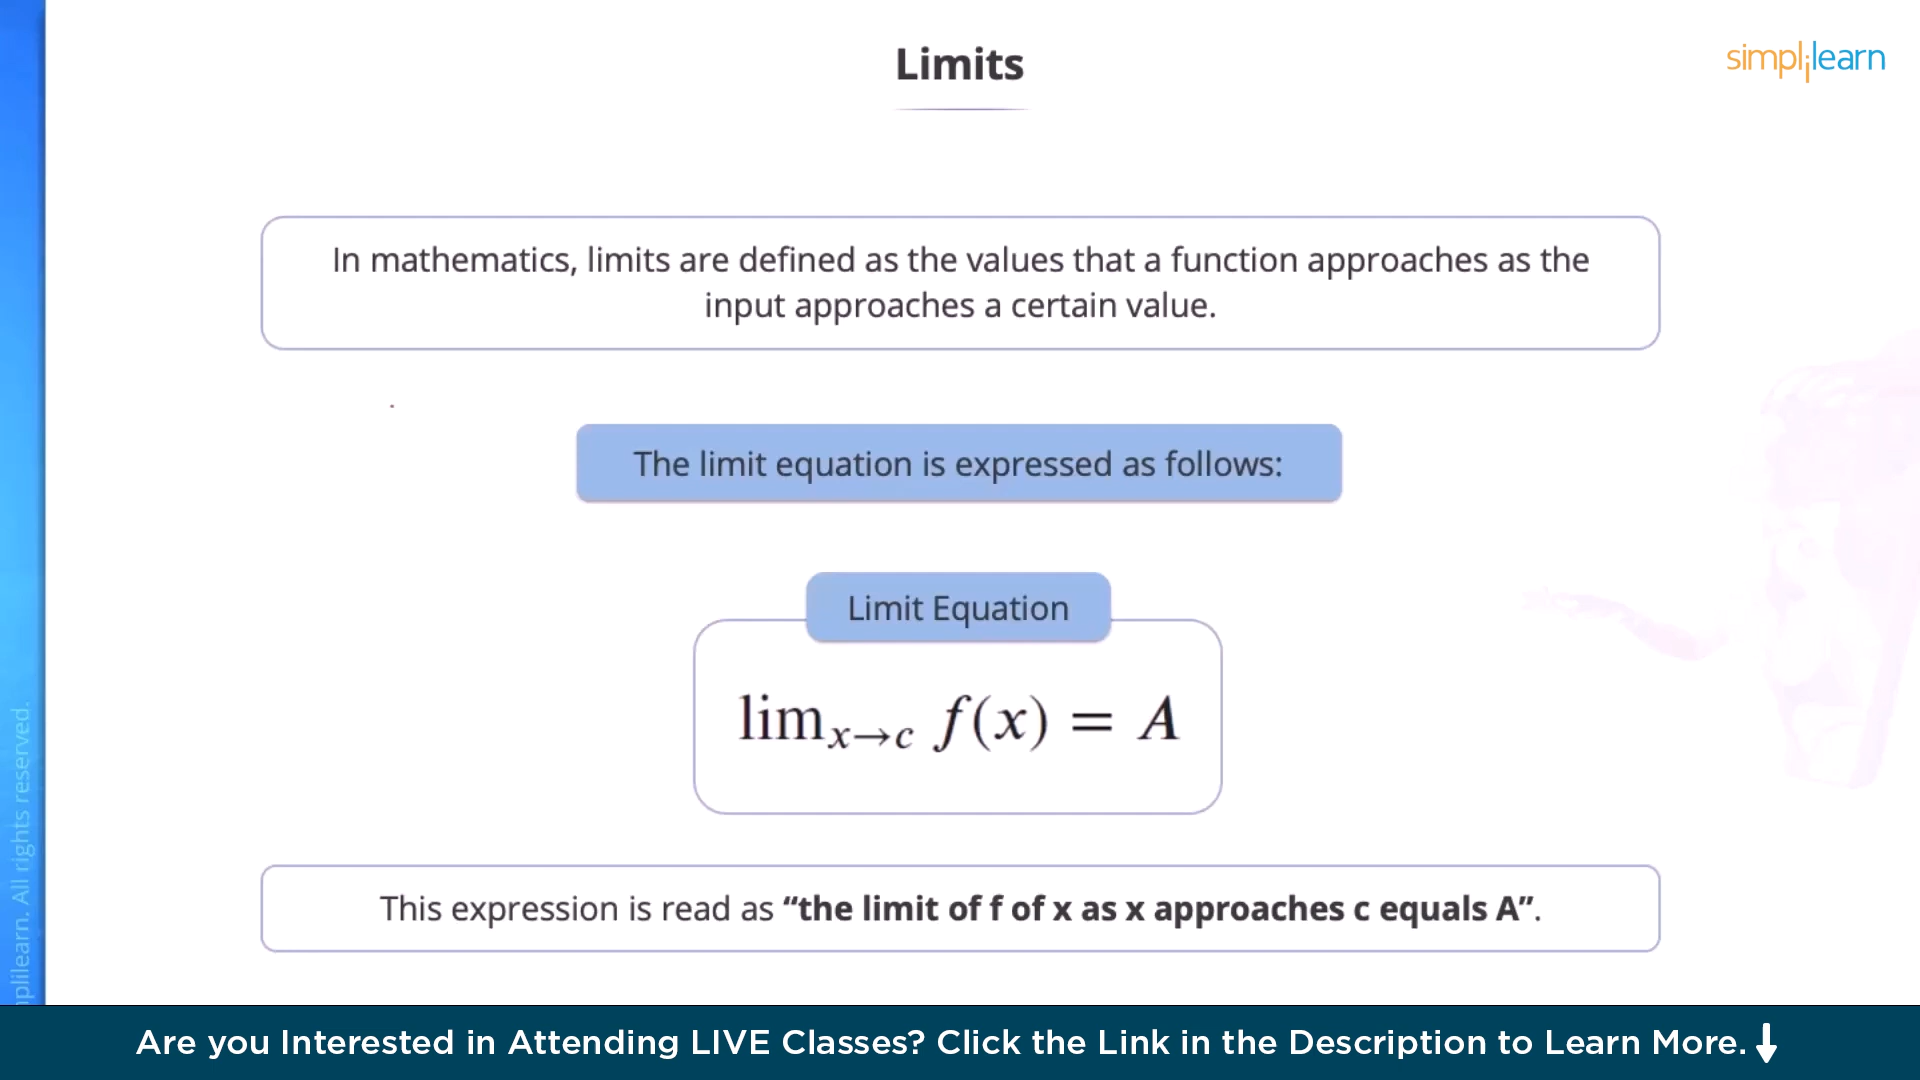 Limits
simplilearn
In mathematics, limits are defined as the values that a function approaches as the
input approaches a certain value.
The limit equation is expressed as follows:
Limit Equation
lim x→c f(x) = A
This expression is read as “the limit of f of x as x approaches c equals A”.
plilearn. All rights reserved.
Are you Interested in Attending LIVE Classes? Click the Link in the Description to Learn More.